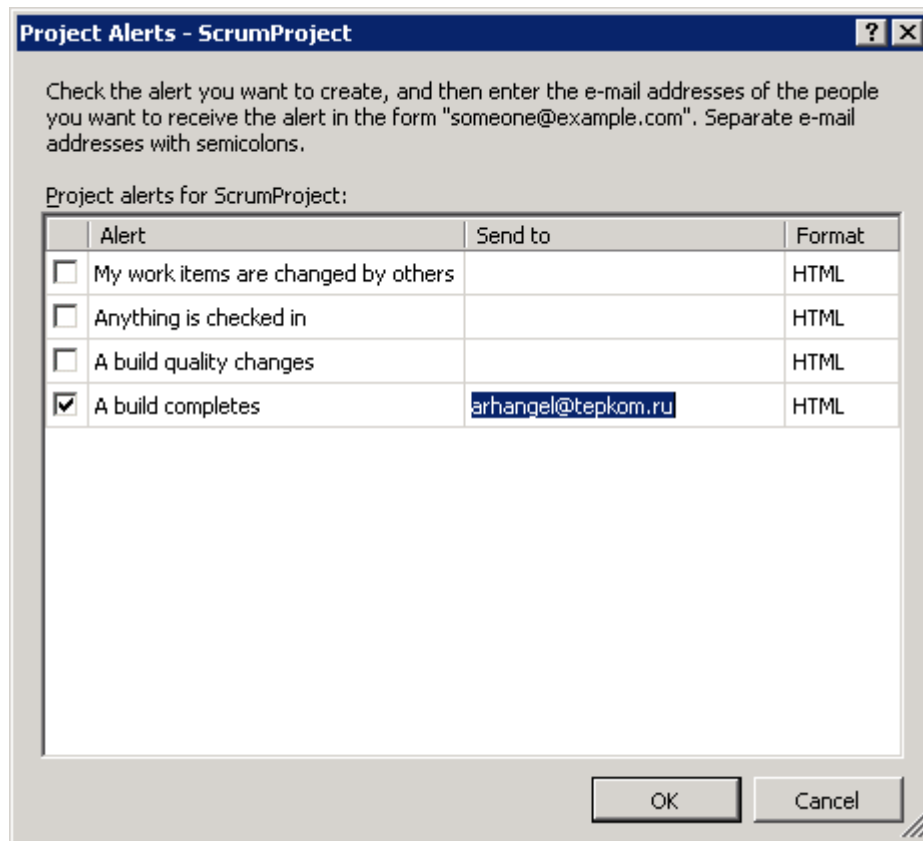 Project Alerts - ScrumProject
Check the alert you want to create, and then enter the e-mail addresses of the people
you want to receive the alert in the form "someone@example.com". Separate e-mail
addresses with semicolons.
Project alerts for ScrumProject:
Alert Send to Format
My work items are changed by others HTML
Anything is checked in HTML
A build quality changes HTML
A build completes arhangel@tepkom.ru HTML
OK Cancel